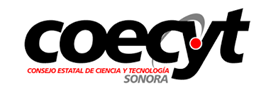 coecyt
CONSEJO ESTATAL DE CIENCIA Y TECNOLOGÍA
SONORA